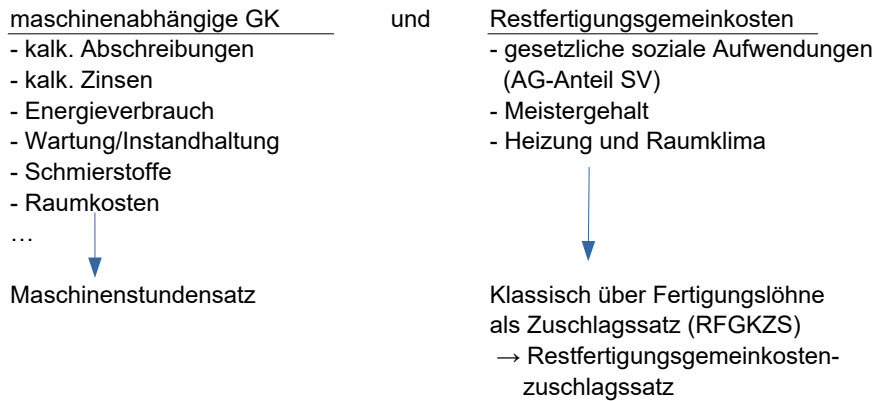 maschinenabhängige GK und Restfertigungsgemeinkosten
- kalk. Abschreibungen - gesetzliche soziale Aufwendungen
- kalk. Zinsen (AG-Anteil SV)
- Energieverbrauch - Meistergehalt
- Wartung/Instandhaltung - Heizung und Raumklima
- Schmierstoffe
- Raumkosten
…
Maschinenstundensatz Klassisch über Fertigungslöhne
als Zuschlagssatz (RFGKZS)
→ Restfertigungsgemeinkosten-
zuschlagssatz